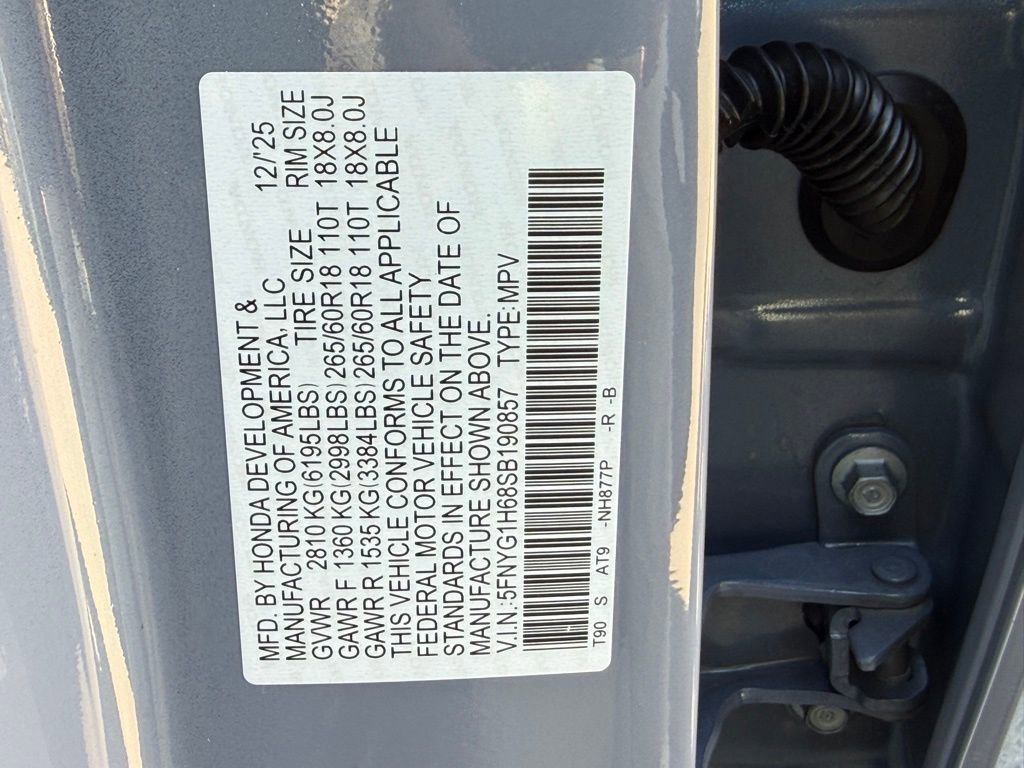 MFD. BY HONDA DEVELOPMENT &
MANUFACTURING OF AMERICA, LLC 12/'25
GVWR 2810 KG(6195LBS) TIRE SIZE RIM SIZE
GAWR F 1360 KG(2998LBS) 265/60R18 110T 18X8.0J
GAWR R 1535 KG(3384LBS) 265/60R18 110T 18X8.0J
THIS VEHICLE CONFORMS TO ALL APPLICABLE
FEDERAL MOTOR VEHICLE SAFETY
STANDARDS IN EFFECT ON THE DATE OF
MANUFACTURE SHOWN ABOVE.
V.I.N.:5FNYG1H68SB190857 TYPE:MPV
T90 S AT9 -NH877P -R -B